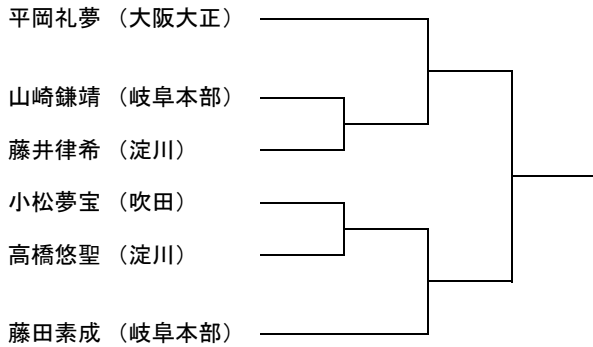 平岡礼夢 （大阪大正）
山崎鎌靖 （岐阜本部）
藤井律希 （淀川）
小松夢宝 （吹田）
高橋悠聖 （淀川）
藤田素成 （岐阜本部）